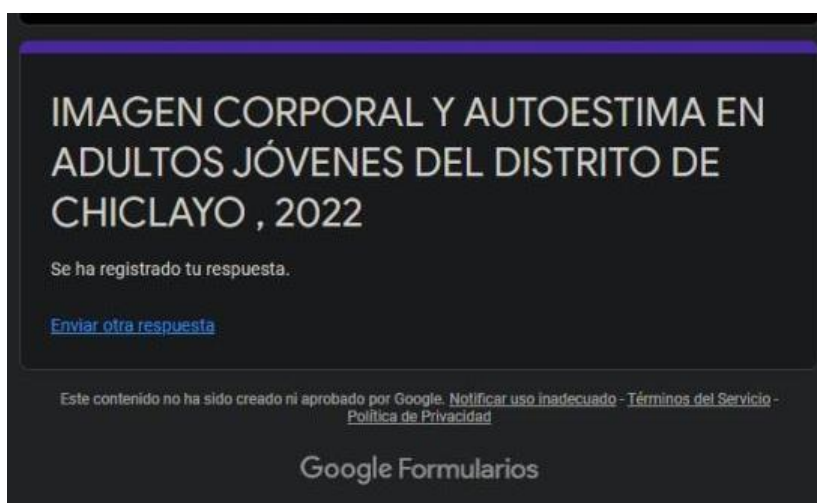 IMAGEN CORPORAL Y AUTOESTIMA EN
ADULTOS JÓVENES DEL DISTRITO DE
CHICLAYO , 2022
Se ha registrado tu respuesta.
Enviar otra respuesta
Este contenido no ha sido creado ni aprobado por Google. Notificar uso inadecuado - Términos del Servicio -
Política de Privacidad
Google Formularios